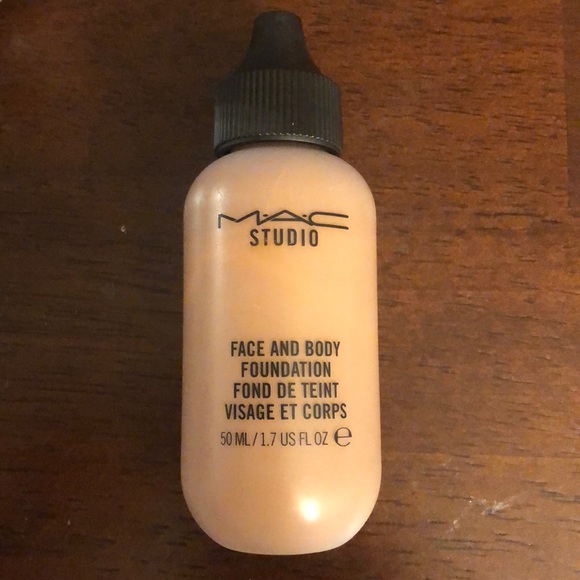 M·A·C
STUDIO
FACE AND BODY
FOUNDATION
FOND DE TEINT
VISAGE ET CORPS
50 ML / 1.7 US FL OZ ℮